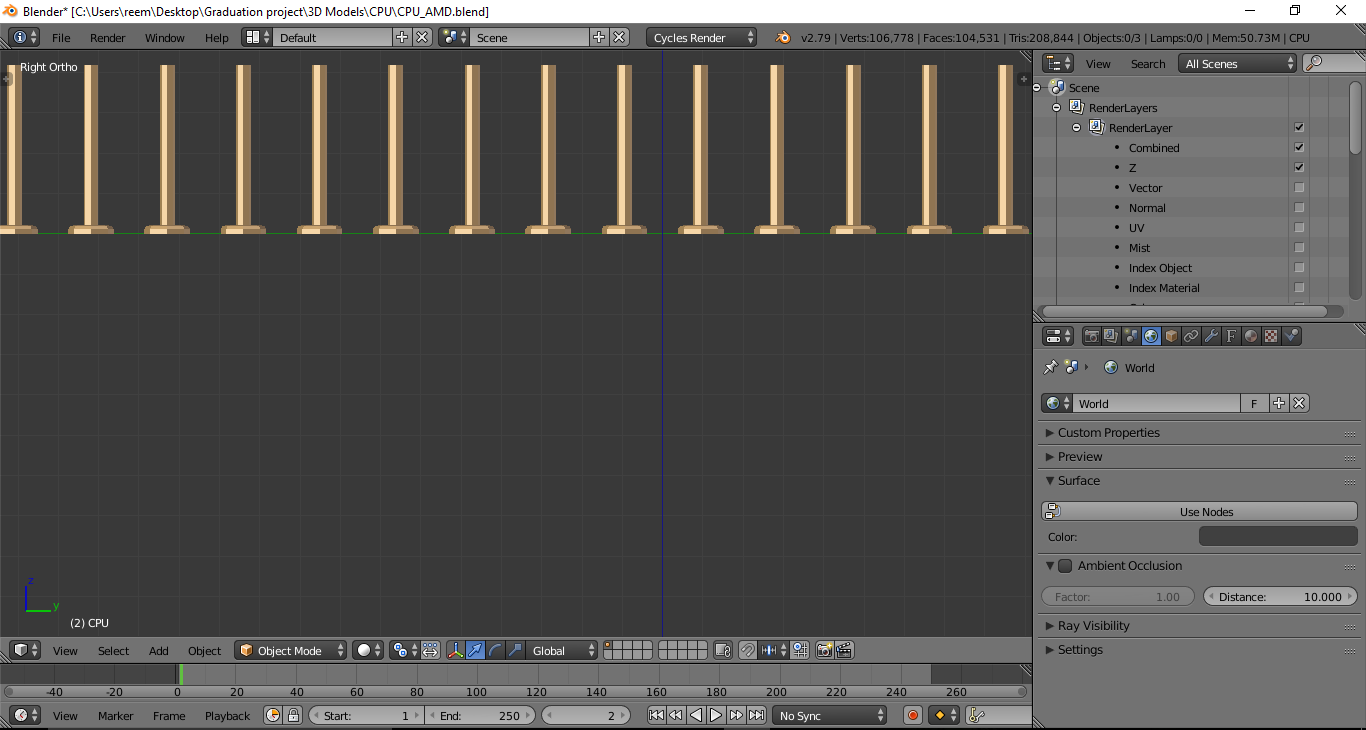 Blender* [C:\Users\reem\Desktop\Graduation project\3D Models\CPU\CPU_AMD.blend]
File Render Window Help Default Scene Cycles Render v2.79 | Verts:106,778 | Faces:104,531 | Tris:208,844 | Objects:0/3 | Lamps:0/0 | Mem:50.73M | CPU
Right Ortho
View Search All Scenes
Scene
RenderLayers
RenderLayer
Combined
Z
Vector
Normal
UV
Mist
Index Object
Index Material
World
World F
Custom Properties
Preview
Surface
Use Nodes
Color:
Ambient Occlusion
Factor: 1.00 Distance: 10.000
Ray Visibility
Settings
z
y
(2) CPU
View Select Add Object Object Mode Global
-40 -20 0 20 40 60 80 100 120 140 160 180 200 220 240 260
View Marker Frame Playback Start: 1 End: 250 2 No Sync